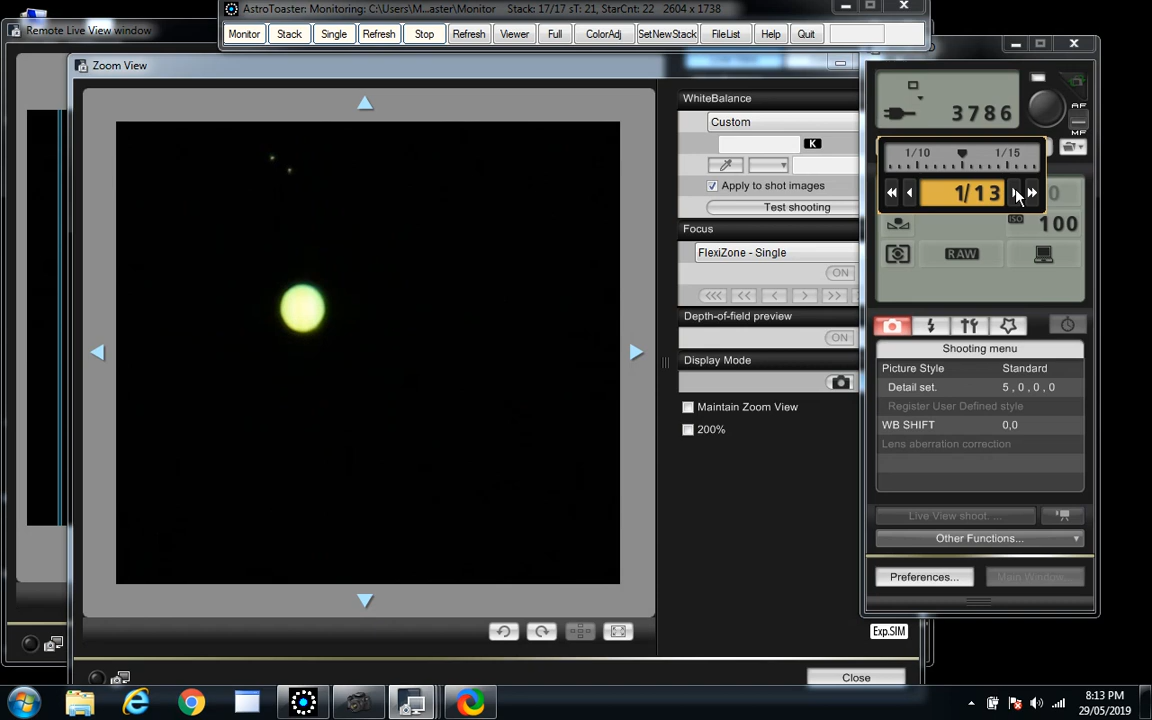 AstroToaster: Monitoring: C:\Users\M...aster\Monitor Stack: 17/17 sT: 21, StarCnt: 22 2604 x 1738
Remote Live View window
Monitor Stack Single Refresh Stop Refresh Viewer Full ColorAdj SetNewStack FileList Help Quit
Zoom View
WhiteBalance
Custom
K
Apply to shot images
Test shooting
Focus
FlexiZone - Single
ON
Depth-of-field preview
ON
Display Mode
Maintain Zoom View
200%
Close
3786
AF
MF
1/10 1/15
1/13
0
ISO 100
RAW
Shooting menu
Picture Style Standard
Detail set. 5 , 0 , 0 , 0
Register User Defined style
WB SHIFT 0,0
Lens aberration correction
Live View shoot. ...
Other Functions...
Preferences... Main Window...
Exp.SIM
8:13 PM
29/05/2019